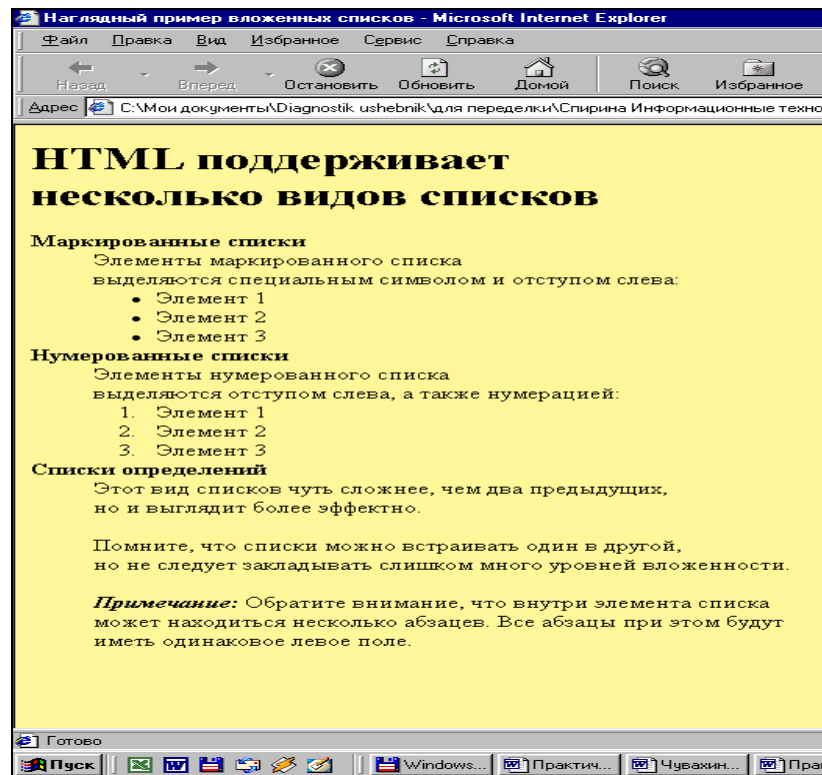 Наглядный пример вложенных списков - Microsoft Internet Explorer
Файл Правка Вид Избранное Сервис Справка
Назад Вперед Остановить Обновить Домой Поиск Избранное
Адрес C:\Мои документы\Diagnostik ushebnik\для переделки\Спирина Информационные техно
HTML поддерживает
несколько видов списков
Маркированные списки
Элементы маркированного списка
выделяются специальным символом и отступом слева:
• Элемент 1
• Элемент 2
• Элемент 3
Нумерованные списки
Элементы нумерованного списка
выделяются отступом слева, а также нумерацией:
1. Элемент 1
2. Элемент 2
3. Элемент 3
Списки определений
Этот вид списков чуть сложнее, чем два предыдущих,
но и выглядит более эффектно.
Помните, что списки можно встраивать один в другой,
но не следует закладывать слишком много уровней вложенности.
Примечание: Обратите внимание, что внутри элемента списка
может находиться несколько абзацев. Все абзацы при этом будут
иметь одинаковое левое поле.
Готово
Пуск Windows... Практич... Чувахин... Пра